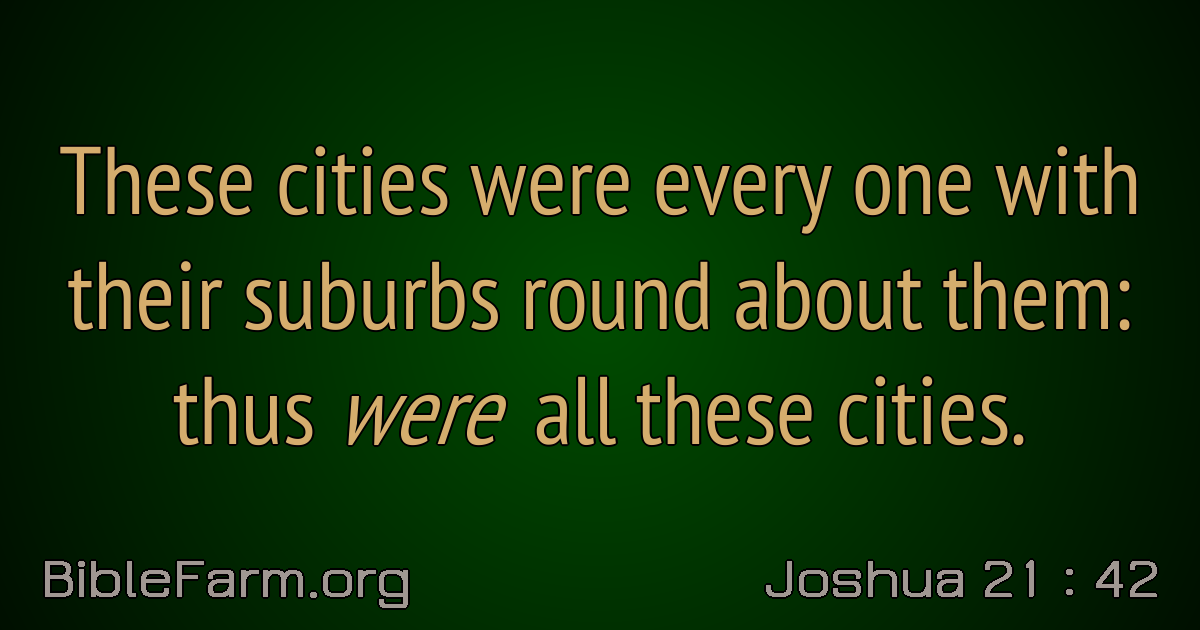 These cities were every one with
their suburbs round about them:
thus were all these cities.
BibleFarm.org
Joshua 21 : 42